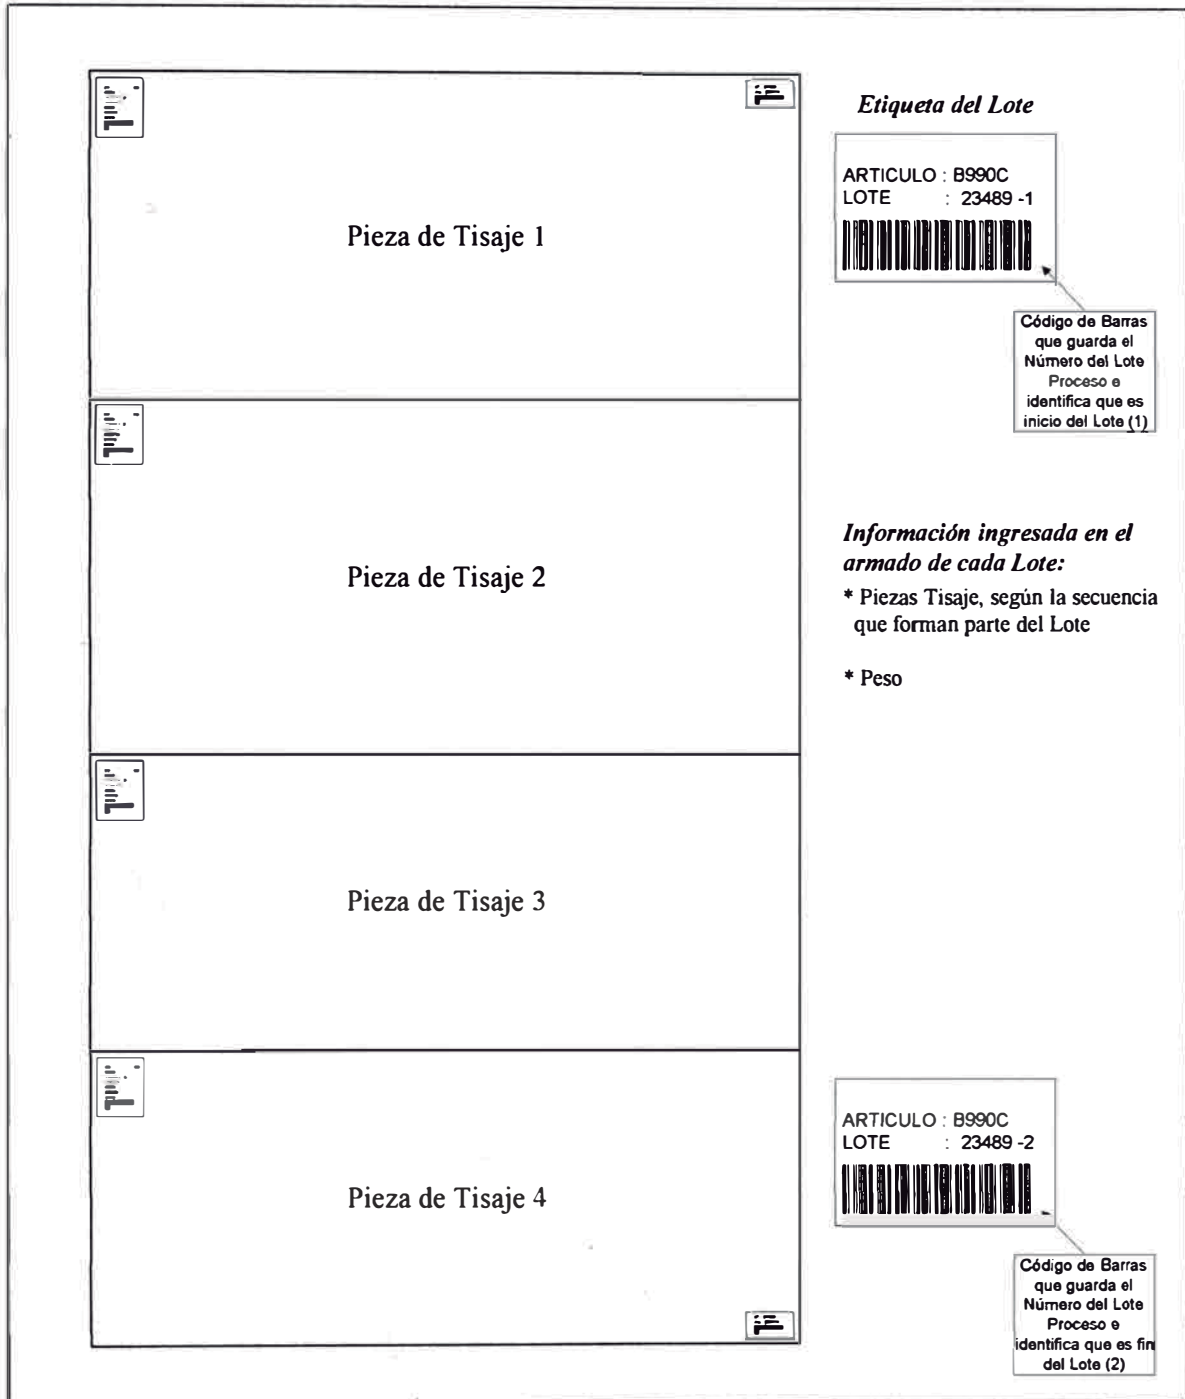 Pieza de Tisaje 1
Etiqueta del Lote
ARTICULO : B990C
LOTE : 23489 -1
Código de Barras
que guarda el
Número del Lote
Proceso e
identifica que es
inicio del Lote (1)
Pieza de Tisaje 2
Información ingresada en el
armado de cada Lote:
* Piezas Tisaje, según la secuencia
que forman parte del Lote
* Peso
Pieza de Tisaje 3
Pieza de Tisaje 4
ARTICULO : B990C
LOTE : 23489 -2
Código de Barras
que guarda el
Número del Lote
Proceso e
identifica que es fin
del Lote (2)